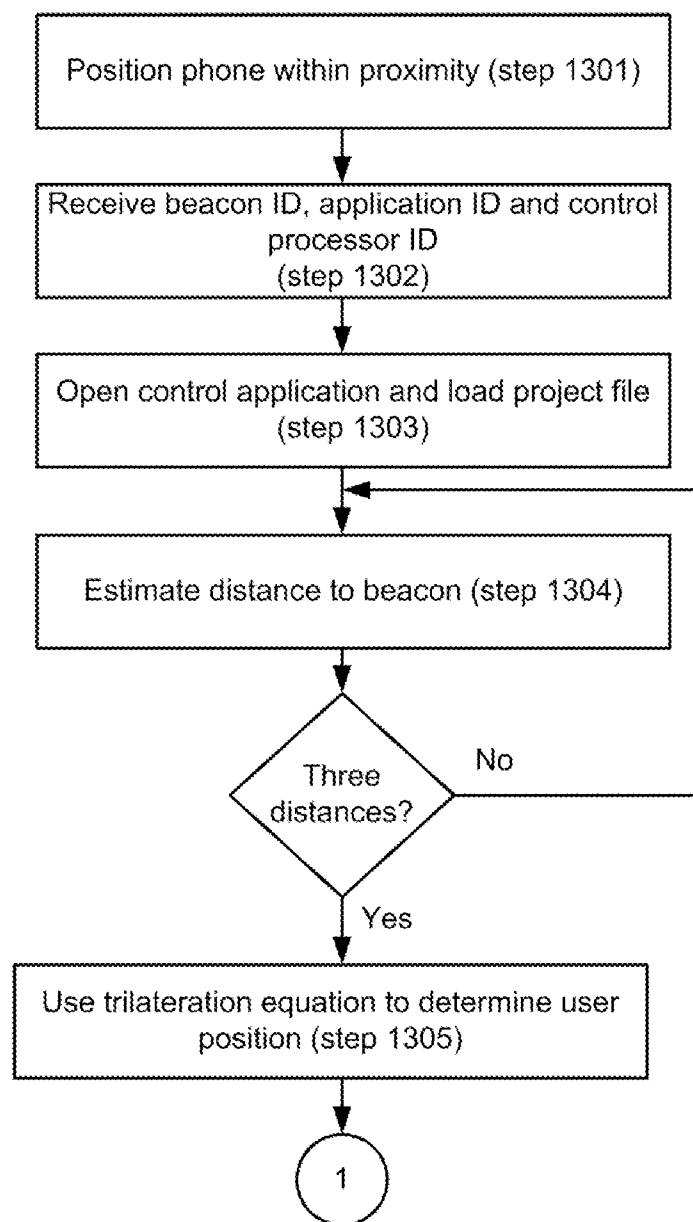 Position phone within proximity (step 1301)
Receive beacon ID, application ID and control
processor ID
(step 1302)
Open control application and load project file
(step 1303)
Estimate distance to beacon (step 1304)
Three
distances?
No
Yes
Use trilateration equation to determine user
position (step 1305)
1